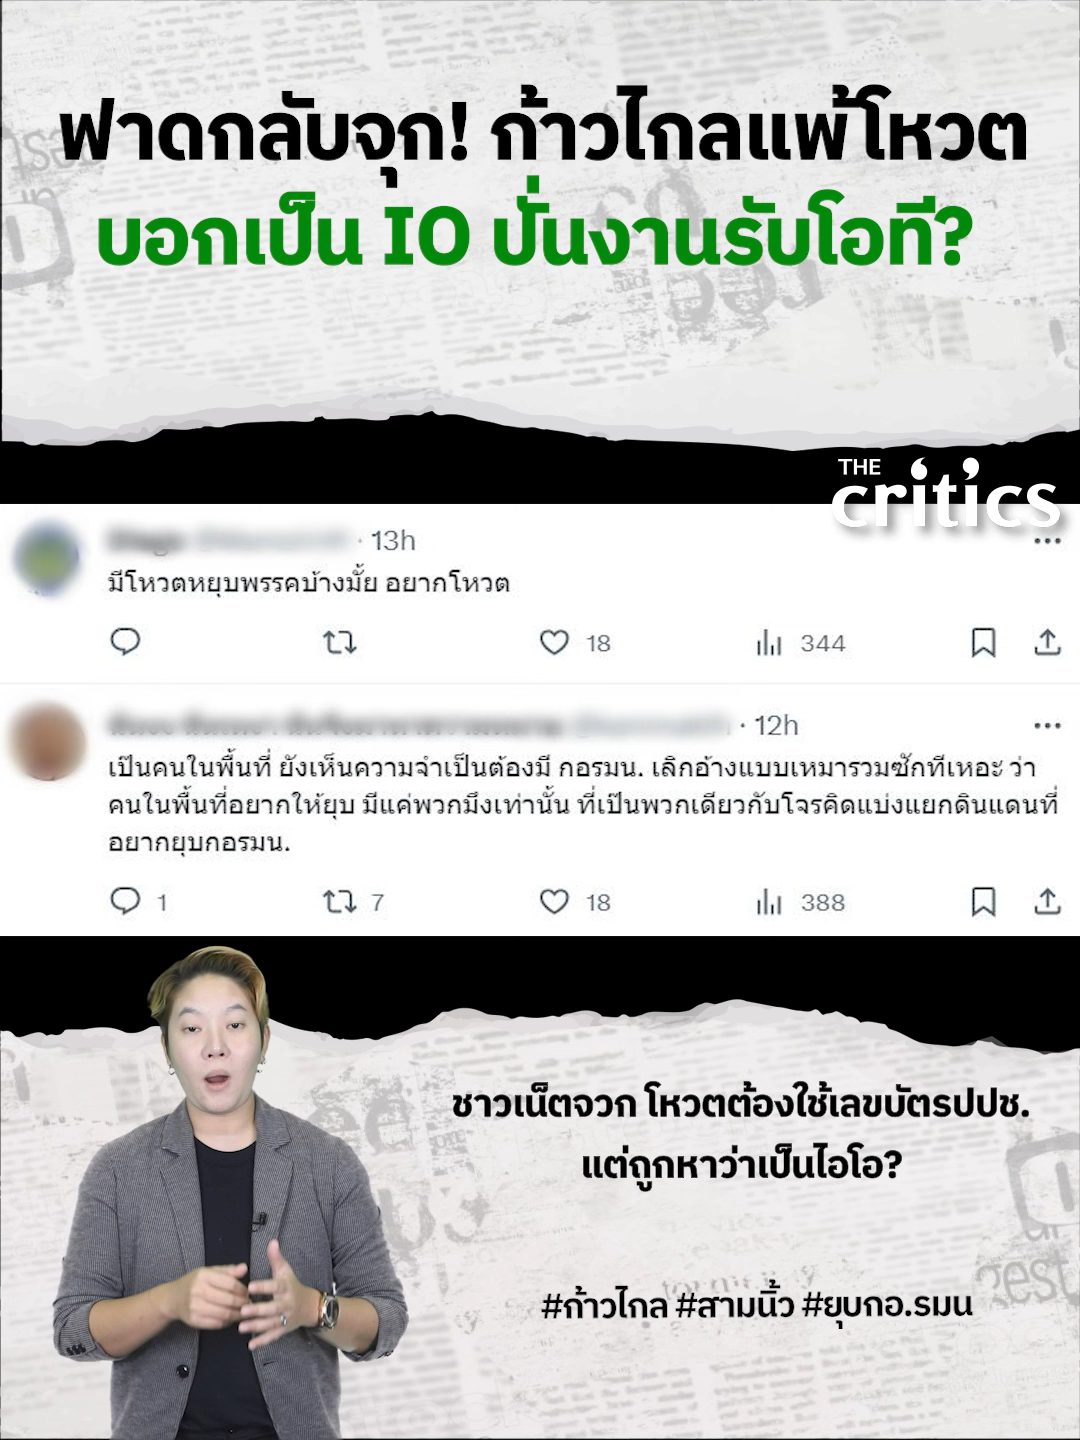 ฟาดกลับจุก! ก้าวไกลแพ้โหวต
บอกเป็น IO ปั่นงานรับโอที?
THE
critics
· 13h
มีโหวตหยุบพรรคบ้างมั้ย อยากโหวต
18
344
· 12h
เป๊นคนในพื้นที่ ยังเห็นความจำเป็นต้องมี กอรมน. เลิกอ้างแบบเหมารวมซักทีเหอะ ว่า
คนในพื้นที่อยากให้ยุบ มีแค่พวกมึงเท่านั้น ที่เป็นพวกเดียวกับโจรคิดแบ่งแยกดินแดนที่
อยากยุบกอรมน.
1
7
18
388
ชาวเน็ตจวก โหวตต้องใช้เลขบัตรปปช.
แต่ถูกหาว่าเป็นไอโอ?
#ก้าวไกล #สามนิ้ว #ยุบกอ.รมน